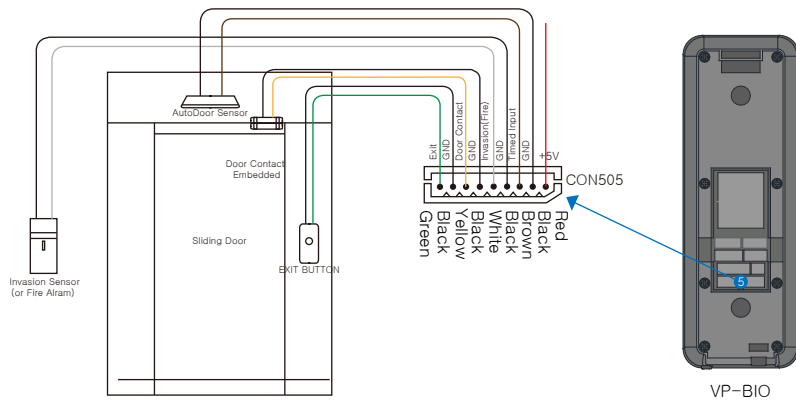 AutoDoor Sensor
Door Contact
Embedded
Sliding Door
EXIT BUTTON
Invasion Sensor
(or Fire Alram)
Exit
GND
Door Contact
GND
Invasion(Fire)
GND
Timed Input
GND
+5V
CON505
Green
Black
Yellow
Black
White
Black
Brown
Black
Red
5
VP-BIO